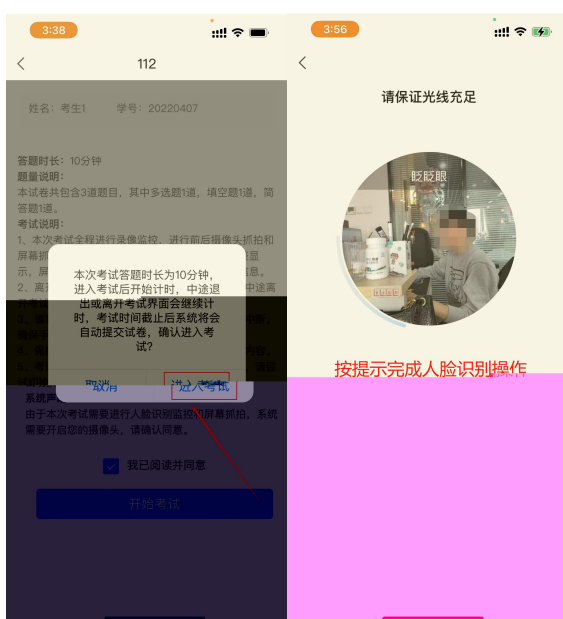 3:38
112
姓名：考生1 学号：20220407
答题时长：10分钟
题量说明：
本试卷共包含3道题目，其中多选题1道，填空题1道，简
答题1道。
考试说明：
1、本次考试全程进行录像监控、进行前后摄像头抓拍和
屏幕抓
示，屏
息。
2、离
中途离
本次考试答题时长为10分钟，
进入考试后开始计时，中途退
出或离开考试界面会继续计
时，考试时间截止后系统将会
自动提交试卷，确认进入考
试？
取消
进入考试
系统声
由于本次考试需要进行人脸识别监控和屏幕抓拍，系统
需要开启您的摄像头，请确认同意。
我已阅读并同意
开始考试
3:56
请保证光线充足
眨眨眼
按提示完成人脸识别操作